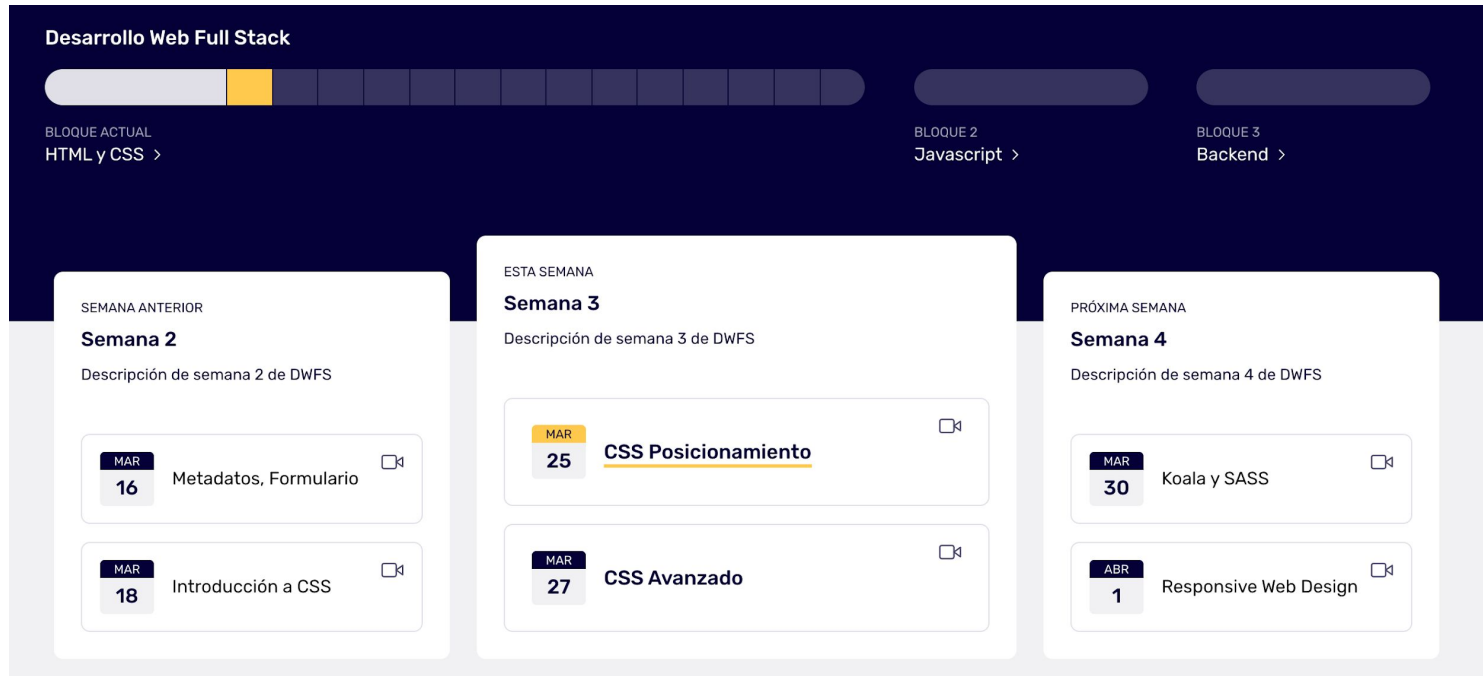 Desarrollo Web Full Stack
BLOQUE ACTUAL
HTML y CSS >
BLOQUE 2
Javascript >
BLOQUE 3
Backend >
SEMANA ANTERIOR
Semana 2
Descripción de semana 2 de DWFS
MAR
16
Metadatos, Formulario
MAR
18
Introducción a CSS
ESTA SEMANA
Semana 3
Descripción de semana 3 de DWFS
MAR
25
CSS Posicionamiento
MAR
27
CSS Avanzado
PRÓXIMA SEMANA
Semana 4
Descripción de semana 4 de DWFS
MAR
30
Koala y SASS
ABR
1
Responsive Web Design